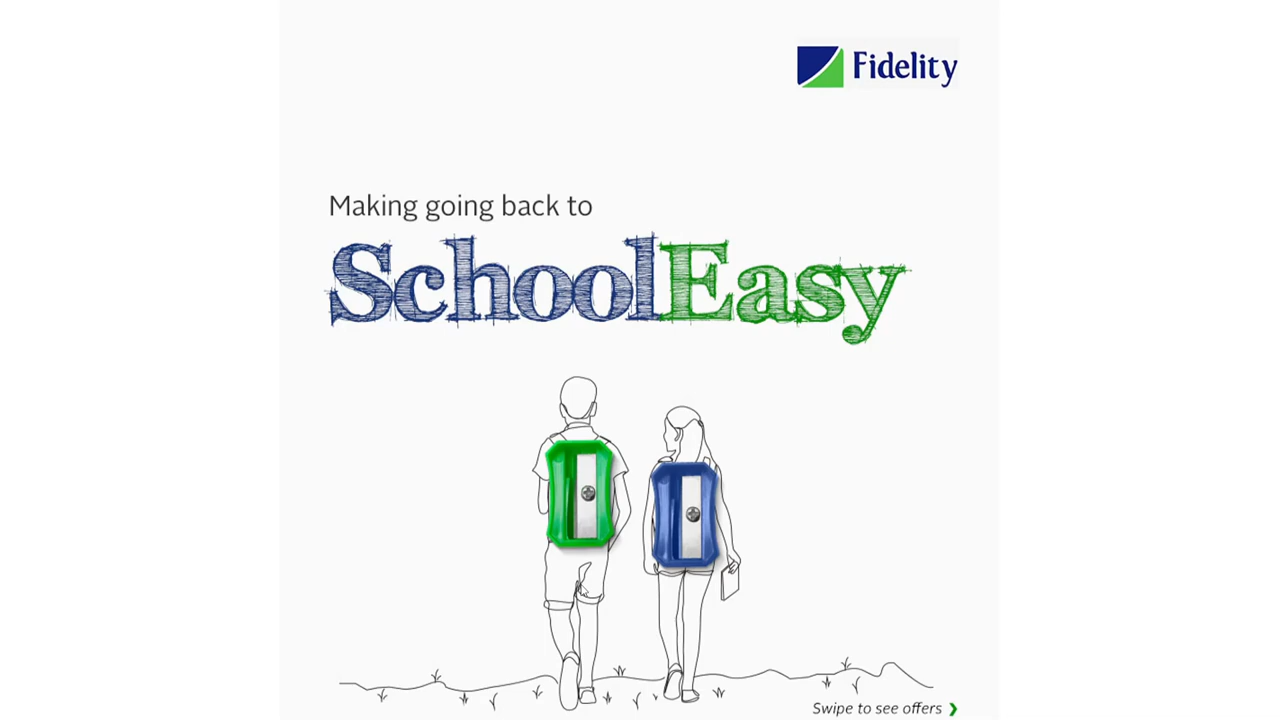 Fidelity
Making going back to
SchoolEasy
Swipe to see offers ❯